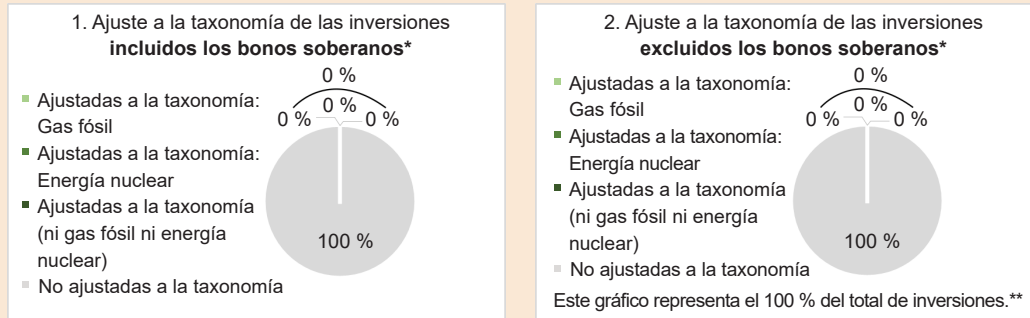 1. Ajuste a la taxonomía de las inversiones
incluidos los bonos soberanos*
0 %
0 %
0 %
0 %
Ajustadas a la taxonomía:
Gas fósil
Ajustadas a la taxonomía:
Energía nuclear
Ajustadas a la taxonomía
(ni gas fósil ni energía
nuclear)
No ajustadas a la taxonomía
100 %
2. Ajuste a la taxonomía de las inversiones
excluidos los bonos soberanos*
0 %
0 %
0 %
0 %
Ajustadas a la taxonomía:
Gas fósil
Ajustadas a la taxonomía:
Energía nuclear
Ajustadas a la taxonomía
(ni gas fósil ni energía
nuclear)
No ajustadas a la taxonomía
100 %
Este gráfico representa el 100 % del total de inversiones.**